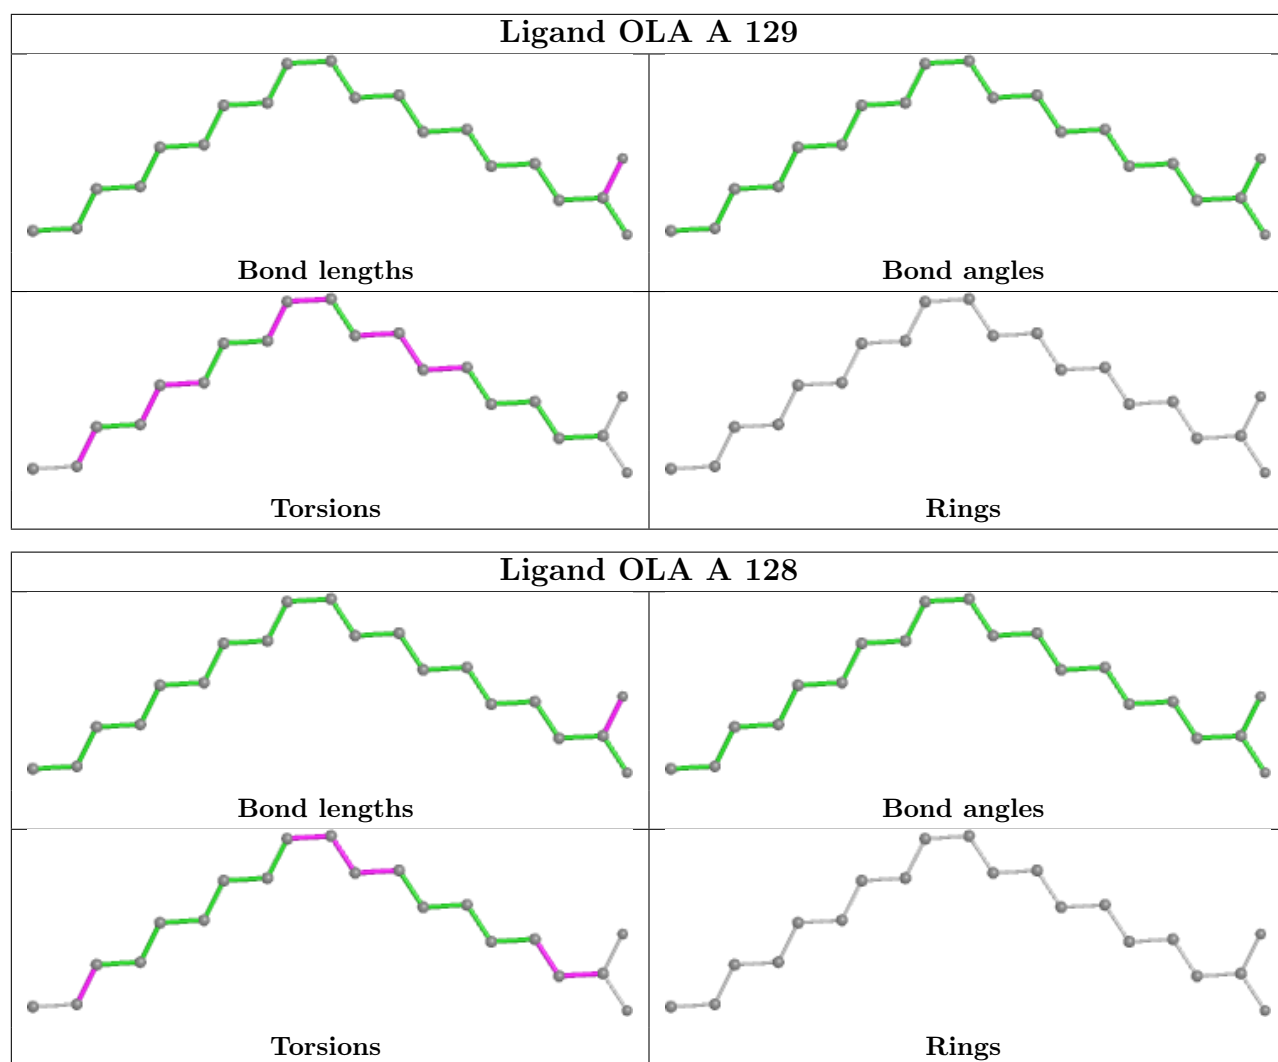 Ligand OLA A 129
Bond lengths
Bond angles
Torsions
Rings
Ligand OLA A 128
Bond lengths
Bond angles
Torsions
Rings